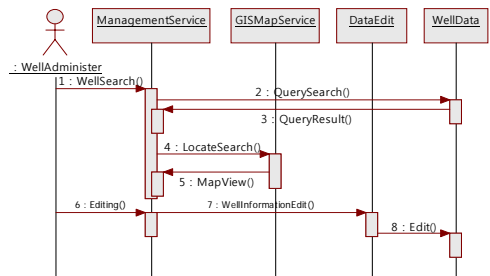 ManagementService
GISMapService
DataEdit
WellData
: WellAdminister
1 : WellSearch()
2 : QuerySearch()
3 : QueryResult()
4 : LocateSearch()
5 : MapView()
6 : Editing()
7 : WellInformationEdit()
8 : Edit()